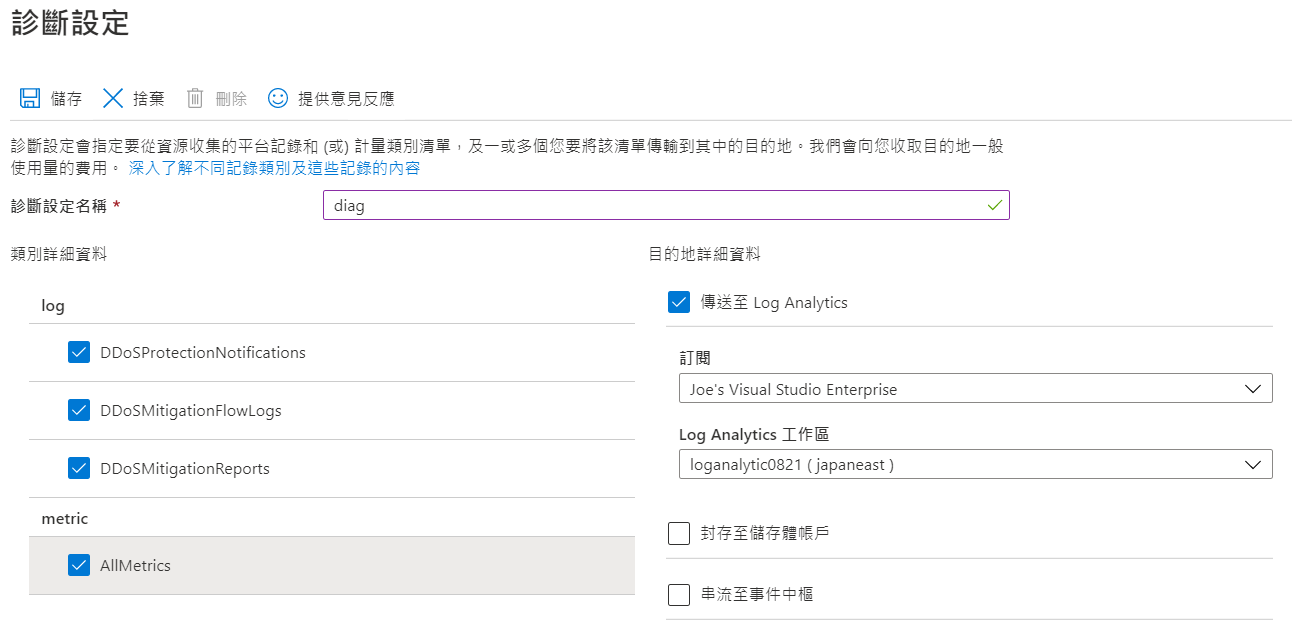 診斷設定
儲存 捨棄 刪除 提供意見反應
診斷設定會指定要從資源收集的平台記錄和 (或) 計量類別清單，及一或多個您要將該清單傳輸到其中的目的地。我們會向您收取目的地一般
使用量的費用。 深入了解不同記錄類別及這些記錄的內容
診斷設定名稱 *
diag
類別詳細資料
log
DDoSProtectionNotifications
DDoSMitigationFlowLogs
DDoSMitigationReports
metric
AllMetrics
目的地詳細資料
傳送至 Log Analytics
訂閱
Joe's Visual Studio Enterprise
Log Analytics 工作區
loganalytic0821 ( japaneast )
封存至儲存體帳戶
串流至事件中樞